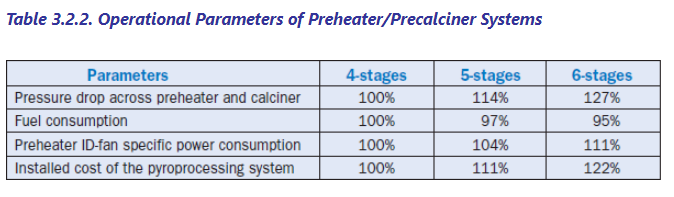 Table 3.2.2. Operational Parameters of Preheater/Precalciner Systems
Parameters 4-stages 5-stages 6-stages
Pressure drop across preheater and calciner 100% 114% 127%
Fuel consumption 100% 97% 95%
Preheater ID-fan specific power consumption 100% 104% 111%
Installed cost of the pyroprocessing system 100% 111% 122%